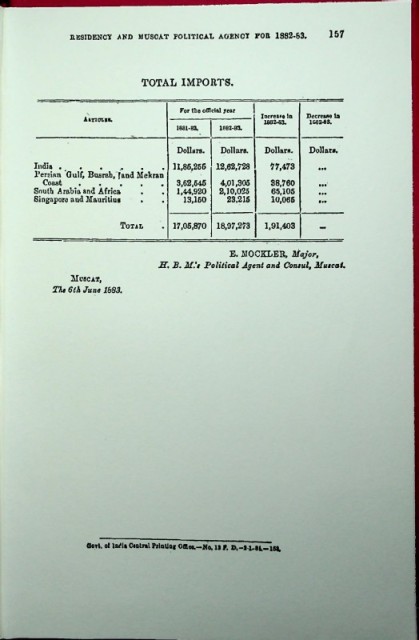 RESIDENCY AND MUSCAT POLITICAL AGENCY FOR 1882-83. 157
TOTAL IMPORTS.
ARTICLES. For the official year Increase in 1882-83. Decrease in 1882-83.
1881-82. 1882-83.
Dollars. Dollars. Dollars. Dollars.
India . . . . . . 11,85,255 12,62,728 77,473 ...
Persian Gulf, Busrah, [and Mekran
Coast . . . . . 3,62,545 4,01,305 38,760 ...
South Arabia and Africa . . 1,44,920 2,10,025 65,105 ...
Singapore and Mauritius . . 13,150 23,215 10,065 ...
TOTAL . 17,05,870 18,97,273 1,91,403 ...
E. MOCKLER, Major,
H. B. M.'s Political Agent and Consul, Muscat.
MUSCAT,
The 6th June 1883.
Govt. of India Central Printing Office.—No. 13 F. D.—3-1-84.—